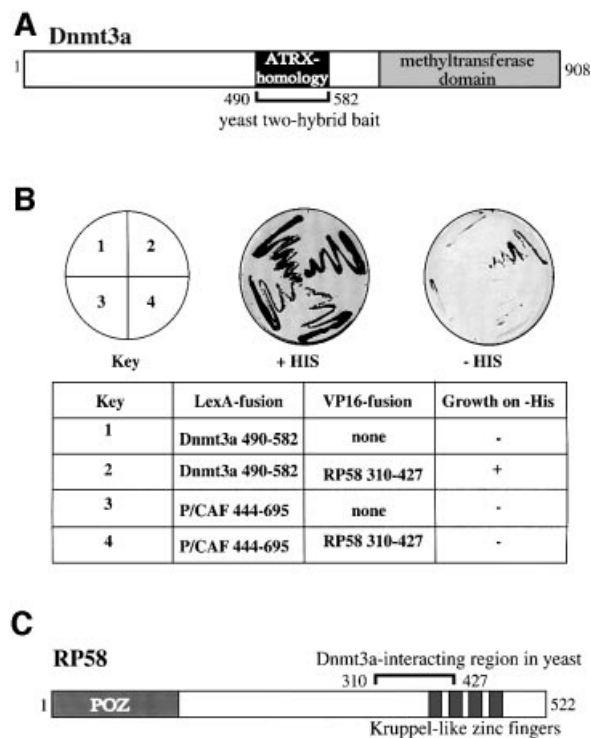 A
Dnmt3a
1
ATRX-
homology
methyltransferase
domain
908
490
582
yeast two-hybrid bait
B
1
2
3
4
Key
+ HIS
- HIS
Key LexA-fusion VP16-fusion Growth on -His
1 Dnmt3a 490-582 none -
2 Dnmt3a 490-582 RP58 310-427 +
3 P/CAF 444-695 none -
4 P/CAF 444-695 RP58 310-427 -
C
RP58
Dnmt3a-interacting region in yeast
310
427
1
POZ
522
Kruppel-like zinc fingers